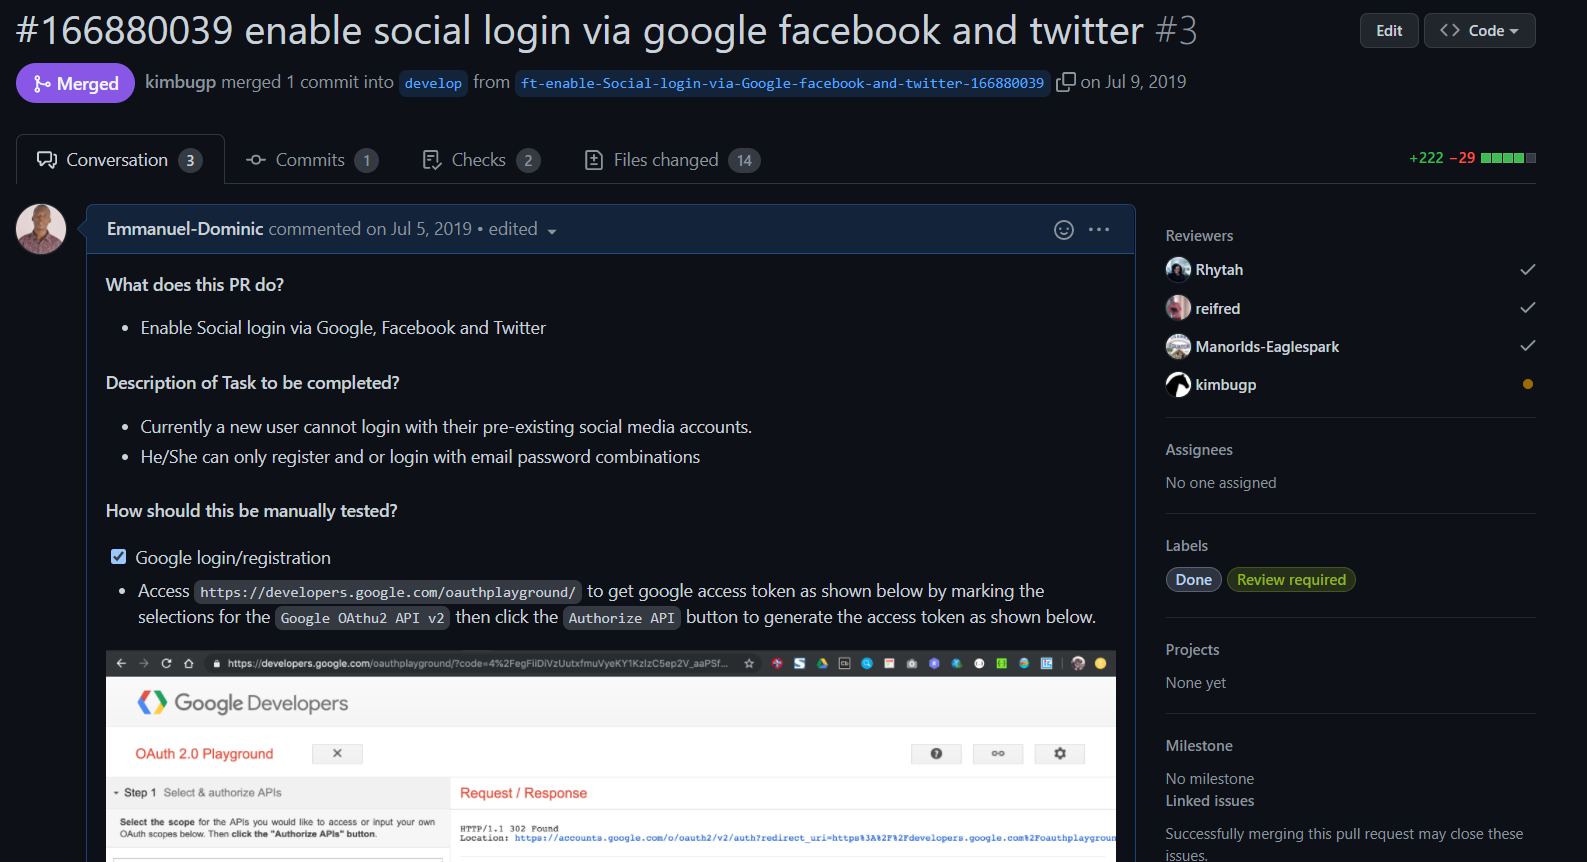 #166880039 enable social login via google facebook and twitter #3
Edit
Code
Merged
kimbugp merged 1 commit into develop from ft-enable-Social-login-via-Google-facebook-and-twitter-166880039 on Jul 9, 2019
Conversation 3
Commits 1
Checks 2
Files changed 14
+222 −29
Emmanuel-Dominic commented on Jul 5, 2019 • edited
What does this PR do?
• Enable Social login via Google, Facebook and Twitter
Description of Task to be completed?
• Currently a new user cannot login with their pre-existing social media accounts.
• He/She can only register and or login with email password combinations
How should this be manually tested?
Google login/registration
• Access https://developers.google.com/oauthplayground/ to get google access token as shown below by marking the
selections for the Google OAthu2 API v2 then click the Authorize API button to generate the access token as shown below.
Google Developers
OAuth 2.0 Playground
Step 1 Select & authorize APIs
Select the scope for the APIs you would like to access or input your own
OAuth scopes below. Then click the "Authorize APIs" button.
Request / Response
HTTP/1.1 302 Found
Location: https://accounts.google.com/o/oauth2/v2/auth?redirect_uri=https%3A%2F%2Fdevelopers.google.com%2Foauthplaygroun
Reviewers
Rhytah
reifred
Manorlds-Eaglespark
kimbugp
Assignees
No one assigned
Labels
Done
Review required
Projects
None yet
Milestone
No milestone
Linked issues
Successfully merging this pull request may close these
issues.